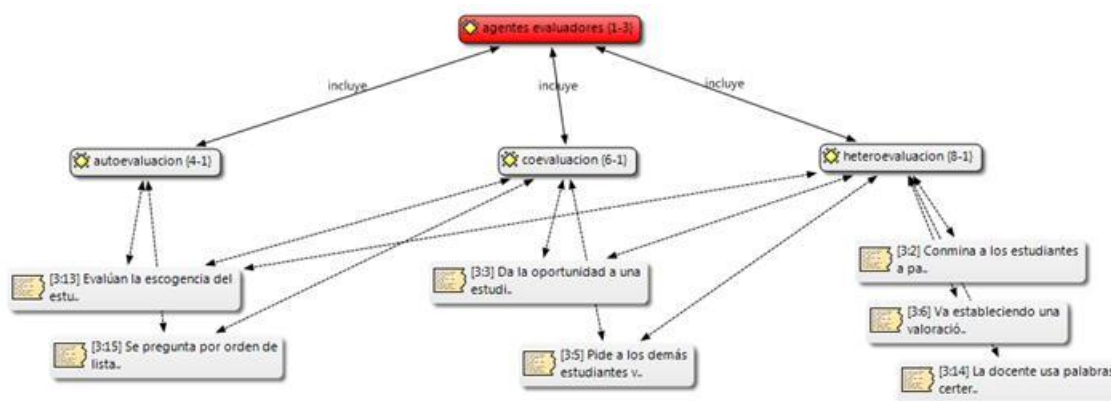 agentes evaluadores {1-3}
incluye
incluye
incluye
autoevaluacion {4-1}
coevaluacion {6-1}
heteroevaluacion {8-1}
[3:13] Evalúan la escogencia del
estu..
[3:3] Da la oportunidad a una
estudi..
[3:2] Conmina a los estudiantes
a pa..
[3:15] Se pregunta por orden de
lista..
[3:5] Pide a los demás
estudiantes v..
[3:6] Va estableciendo una
valoració..
[3:14] La docente usa palabras
certer..